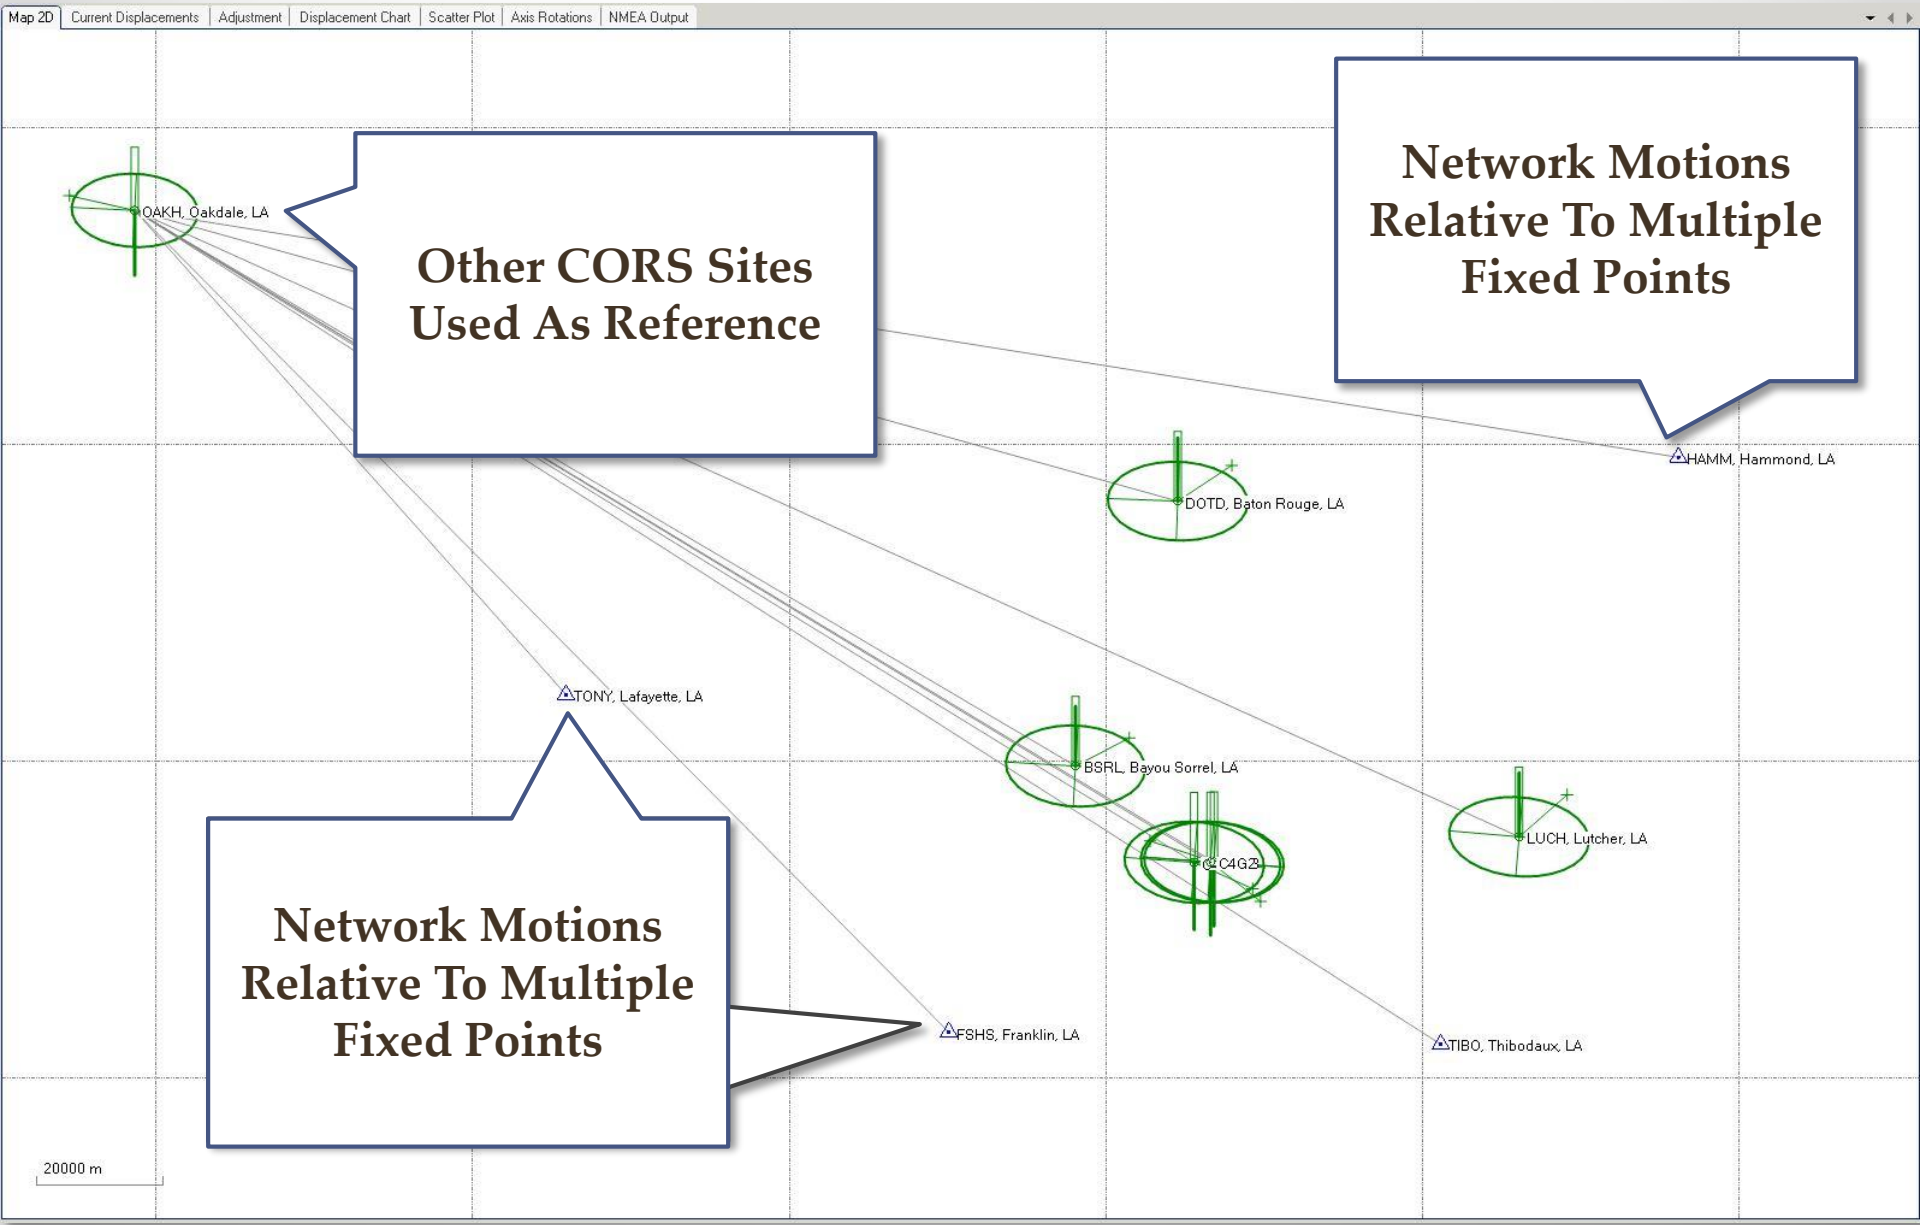 Map 2D Current Displacements Adjustment Displacement Chart Scatter Plot Axis Rotations NMEA Output
Network Motions
Relative To Multiple
Fixed Points
OAKH, Oakdale, LA
Other CORS Sites
Used As Reference
HAMM, Hammond, LA
DOTD, Baton Rouge, LA
TONY, Lafayette, LA
BSRL, Bayou Sorrel, LA
LUCH, Lutcher, LA
Network Motions
Relative To Multiple
Fixed Points
FSHS, Franklin, LA
TIBO, Thibodaux, LA
20000 m